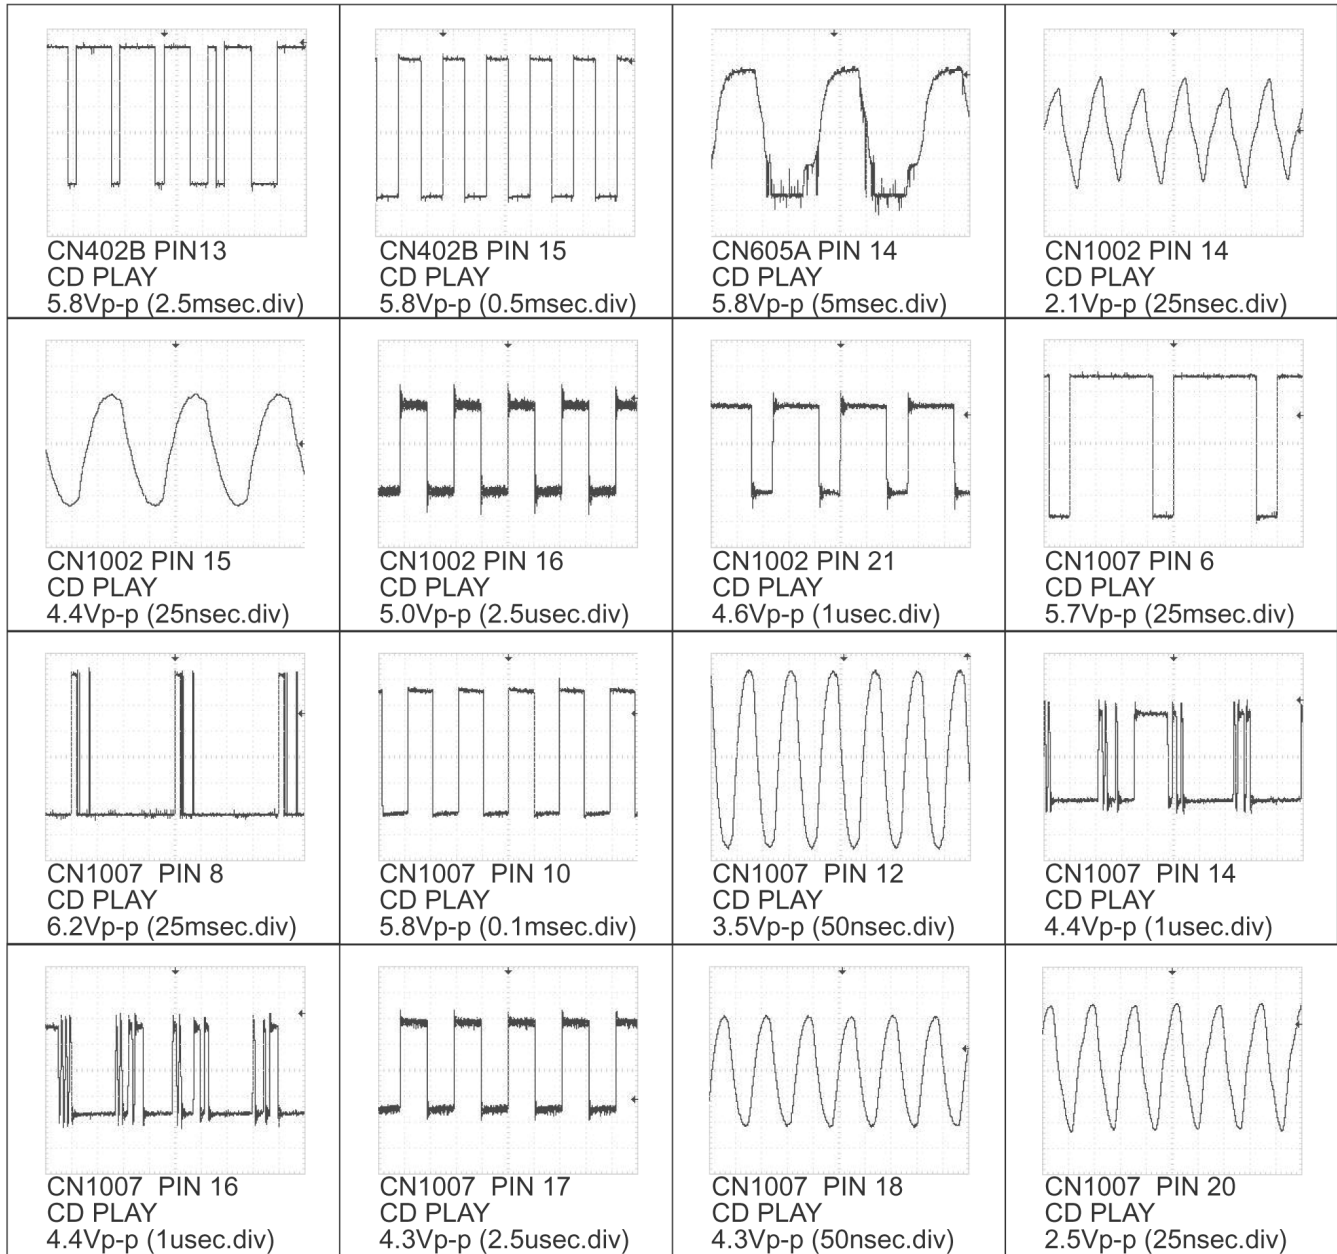 CN402B PIN13
CD PLAY
5.8Vp-p (2.5msec.div)
CN402B PIN 15
CD PLAY
5.8Vp-p (0.5msec.div)
CN605A PIN 14
CD PLAY
5.8Vp-p (5msec.div)
CN1002 PIN 14
CD PLAY
2.1Vp-p (25nsec.div)
CN1002 PIN 15
CD PLAY
4.4Vp-p (25nsec.div)
CN1002 PIN 16
CD PLAY
5.0Vp-p (2.5usec.div)
CN1002 PIN 21
CD PLAY
4.6Vp-p (1usec.div)
CN1007 PIN 6
CD PLAY
5.7Vp-p (25msec.div)
CN1007 PIN 8
CD PLAY
6.2Vp-p (25msec.div)
CN1007 PIN 10
CD PLAY
5.8Vp-p (0.1msec.div)
CN1007 PIN 12
CD PLAY
3.5Vp-p (50nsec.div)
CN1007 PIN 14
CD PLAY
4.4Vp-p (1usec.div)
CN1007 PIN 16
CD PLAY
4.4Vp-p (1usec.div)
CN1007 PIN 17
CD PLAY
4.3Vp-p (2.5usec.div)
CN1007 PIN 18
CD PLAY
4.3Vp-p (50nsec.div)
CN1007 PIN 20
CD PLAY
2.5Vp-p (25nsec.div)